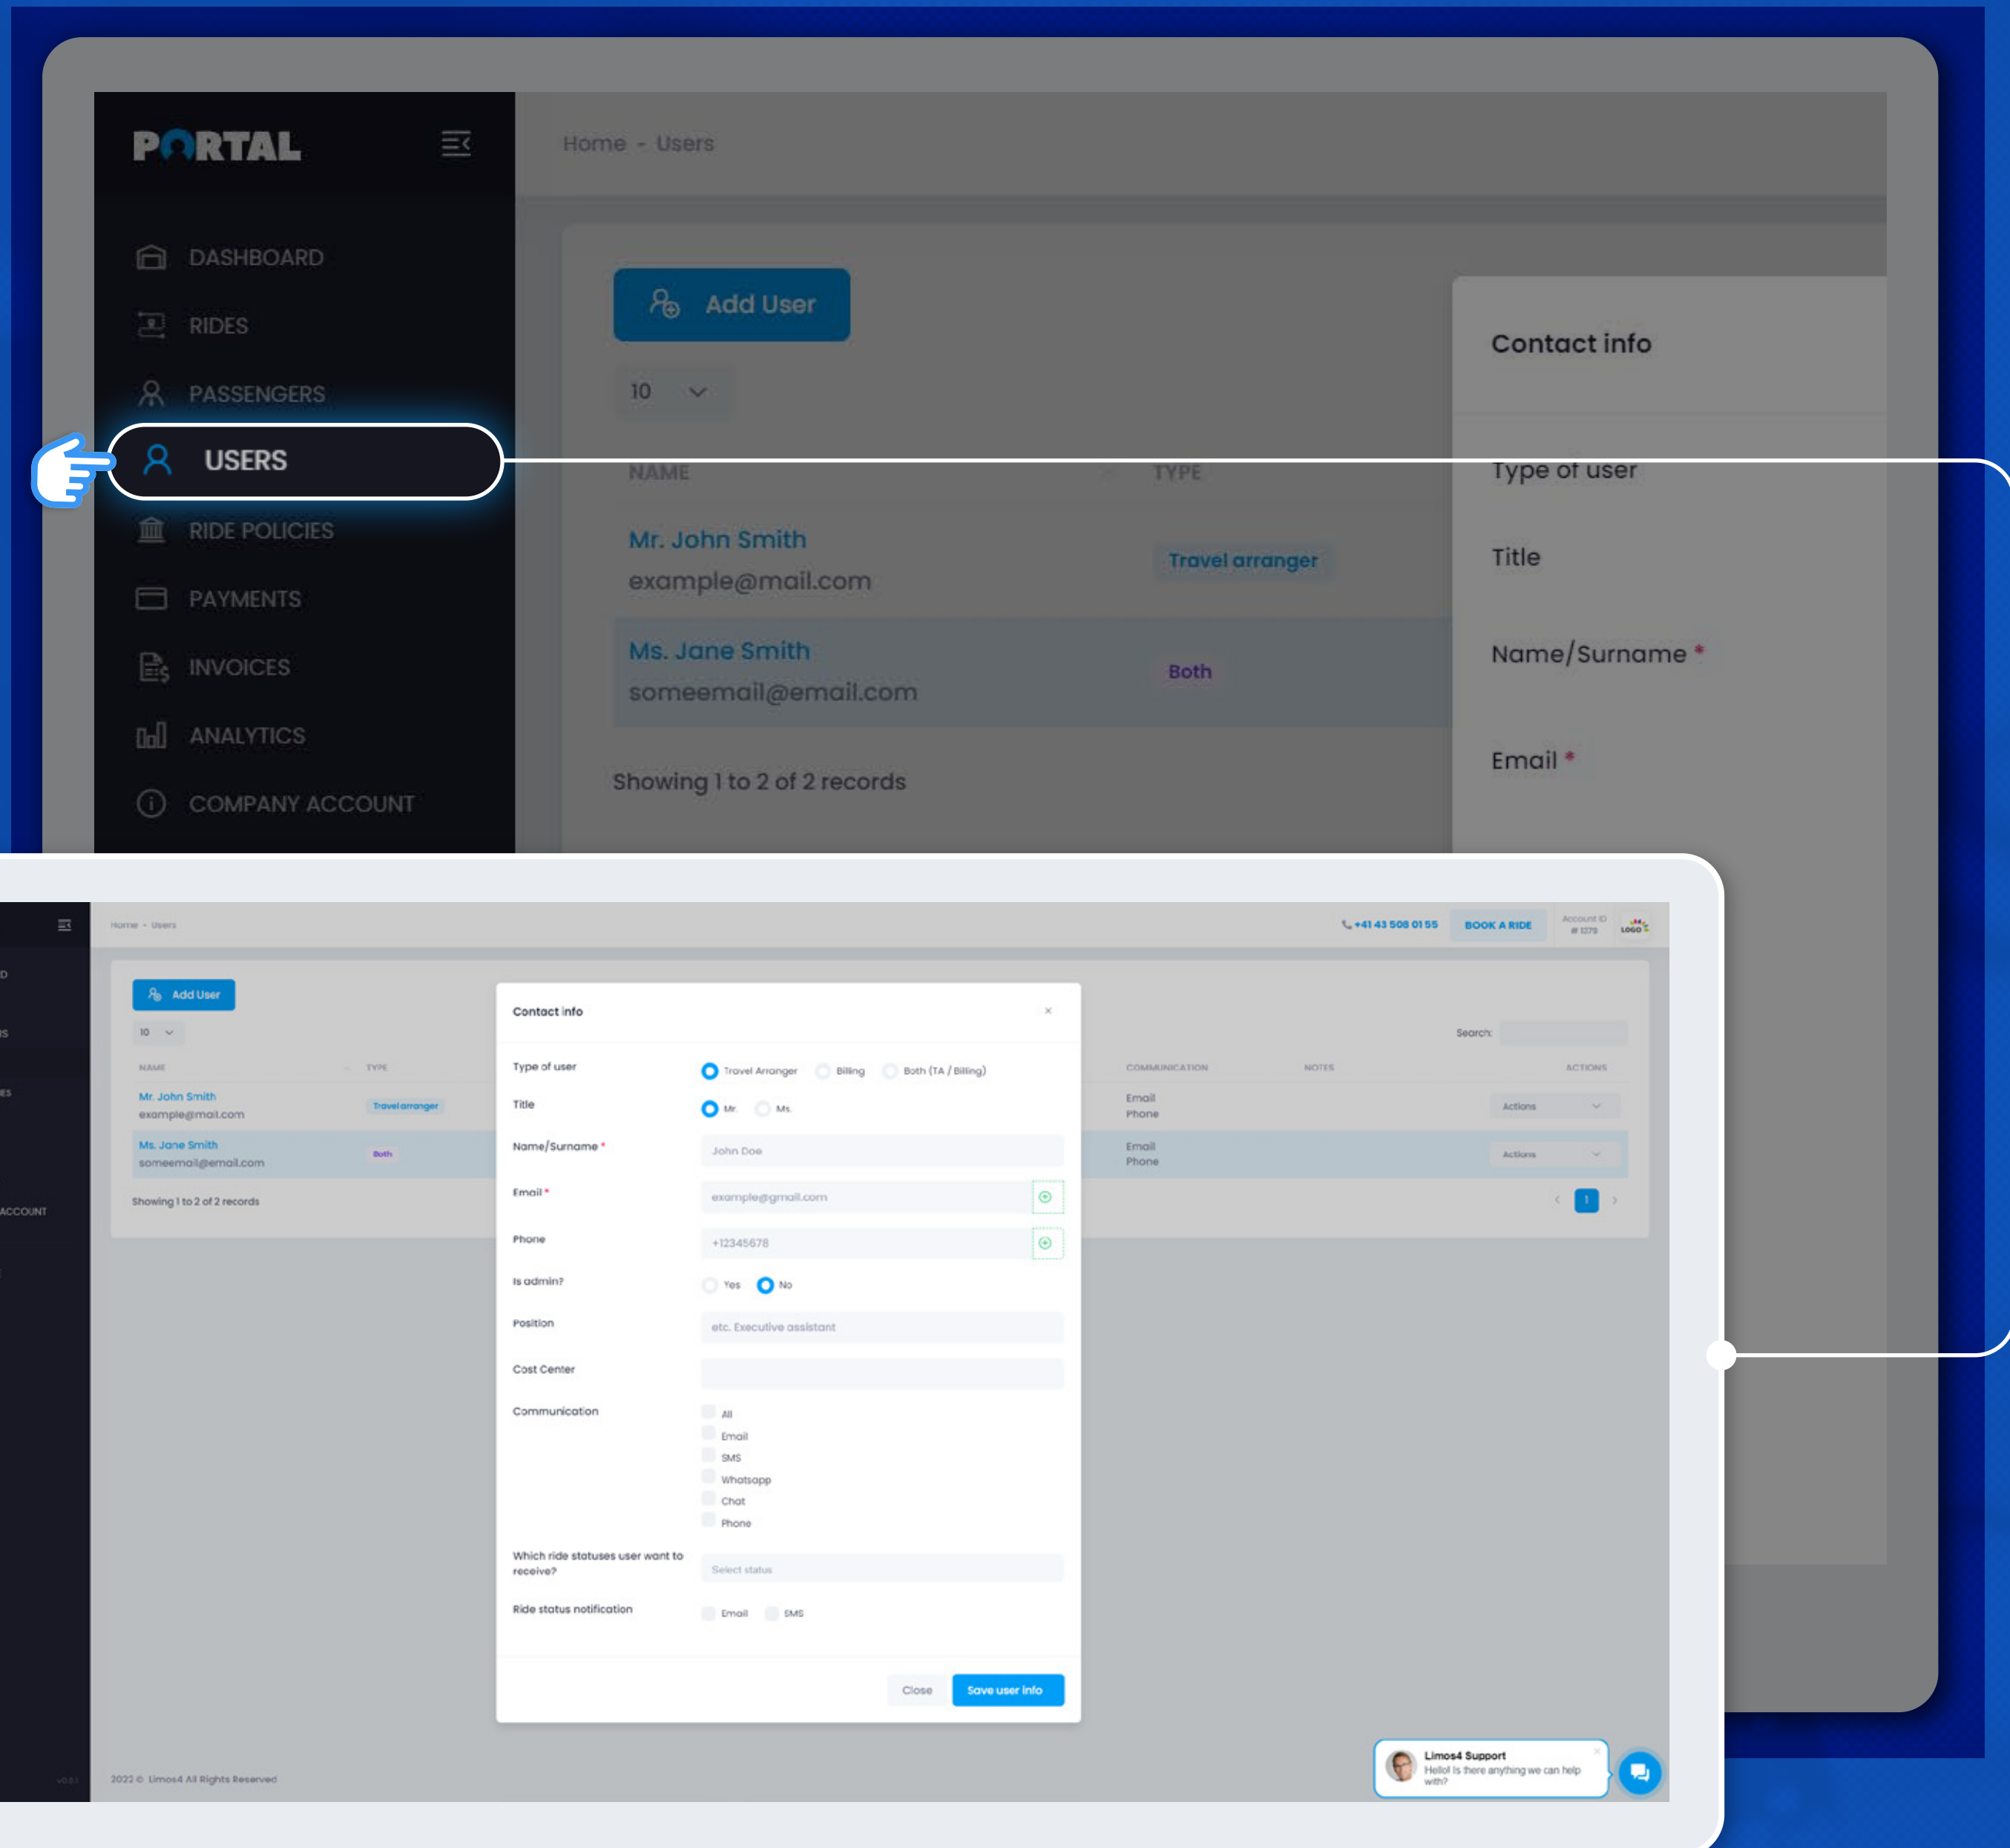 PORTAL
Home - Users
DASHBOARD
RIDES
PASSENGERS
USERS
RIDE POLICIES
PAYMENTS
INVOICES
ANALYTICS
COMPANY ACCOUNT
Add User
10
NAME TYPE
Mr. John Smith
example@mail.com
Travel arranger
Ms. Jane Smith
someemail@email.com
Both
Showing 1 to 2 of 2 records
Contact info
Type of user
Title
Name/Surname *
Email *
Home - Users
+41 43 508 01 55
BOOK A RIDE
Account ID
# 1279
LOGO
D
RS
ES
ACCOUNT
Add User
10
Search:
NAME TYPE COMMUNICATION NOTES ACTIONS
Mr. John Smith
example@mail.com
Travel arranger
Email
Phone
Actions
Ms. Jane Smith
someemail@email.com
Both
Email
Phone
Actions
Showing 1 to 2 of 2 records
< 1 >
Contact info ×
Type of user Travel Arranger Billing Both (TA / Billing)
Title Mr. Ms.
Name/Surname * John Doe
Email * example@gmail.com
Phone +12345678
Is admin? Yes No
Position etc. Executive assistant
Cost Center
Communication All
Email
SMS
Whatsapp
Chat
Phone
Which ride statuses user want to
receive?
Select status
Ride status notification Email SMS
Close Save user info
2022 © Limos4 All Rights Reserved
Limos4 Support
Hello! Is there anything we can help
with?